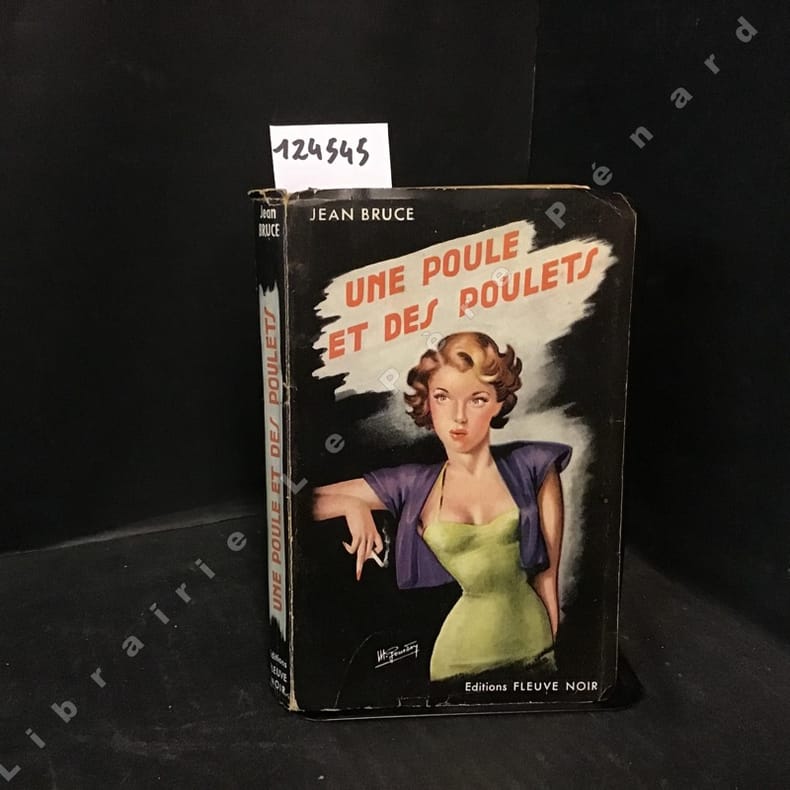 124545
JEAN BRUCE
UNE POULE
ET DES POULETS
Editions FLEUVE NOIR
Jean
BRUCE
UNE POULE ET DES POULETS
Editions
FLEUVE
NOIR
Librairie Le Père Pénard